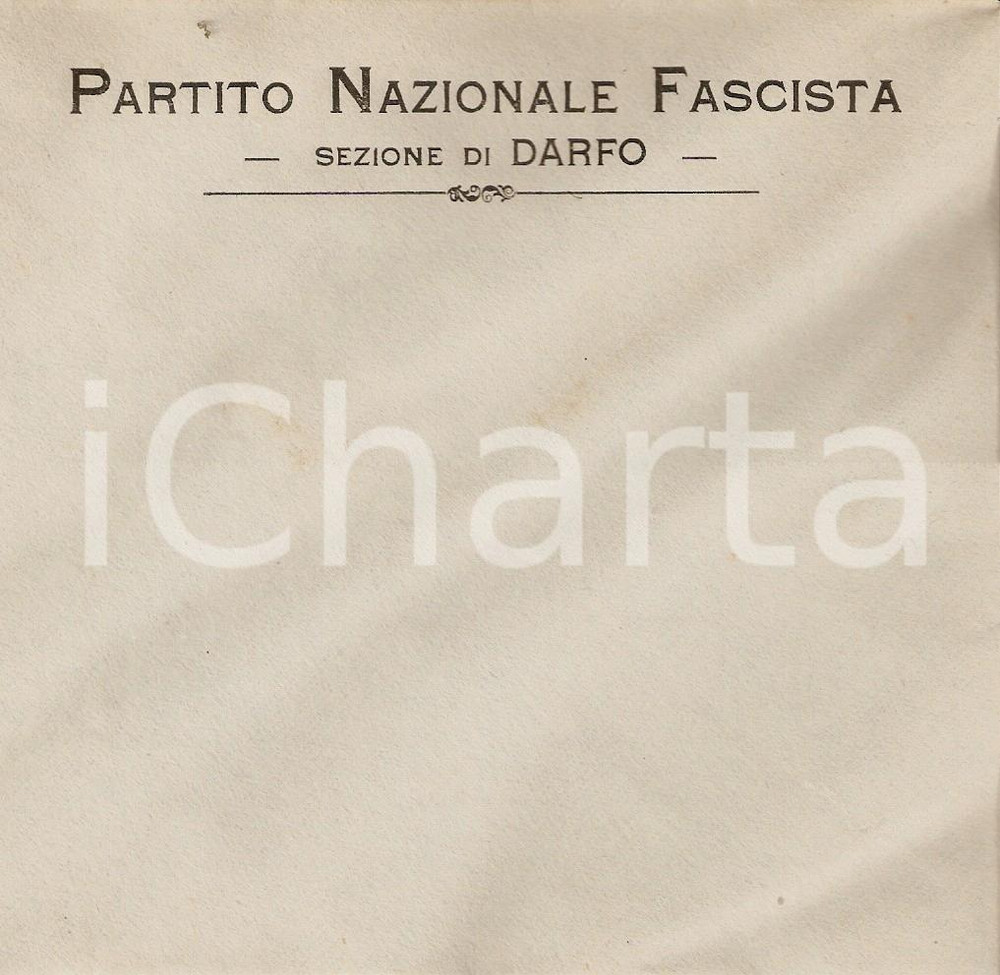 PARTITO NAZIONALE FASCISTA
— SEZIONE DI DARFO —
iCharta